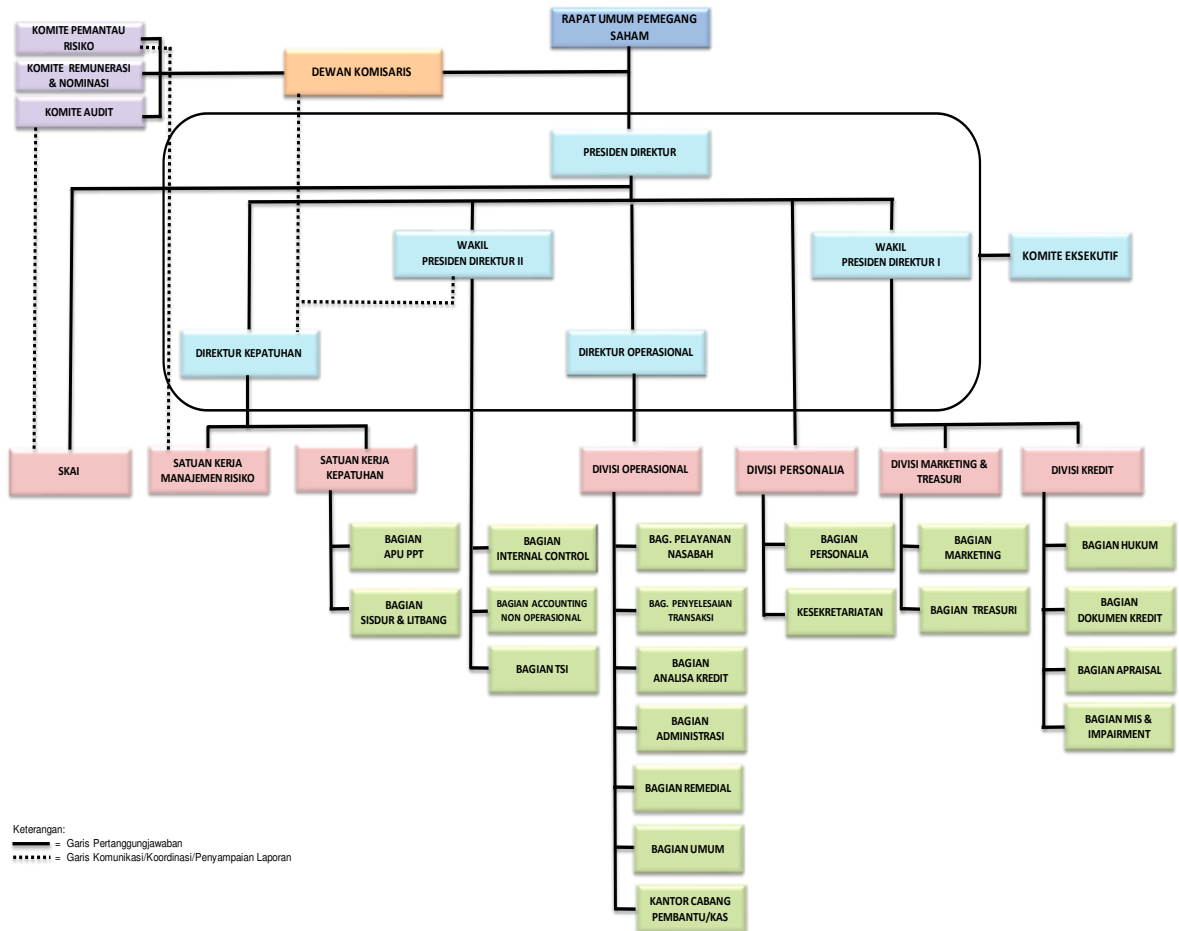 RAPAT UMUM PEMEGANG
SAHAM
KOMITE PEMANTAU
RISIKO
KOMITE REMUNERASI
& NOMINASI
KOMITE AUDIT
DEWAN KOMISARIS
PRESIDEN DIREKTUR
WAKIL
PRESIDEN DIREKTUR II
WAKIL
PRESIDEN DIREKTUR I
KOMITE EKSEKUTIF
DIREKTUR KEPATUHAN
DIREKTUR OPERASIONAL
SKAI
SATUAN KERJA
MANAJEMEN RISIKO
SATUAN KERJA
KEPATUHAN
DIVISI OPERASIONAL
DIVISI PERSONALIA
DIVISI MARKETING &
TREASURI
DIVISI KREDIT
BAGIAN
APU PPT
BAGIAN
SISDUR & LITBANG
BAGIAN
INTERNAL CONTROL
BAGIAN ACCOUNTING
NON OPERASIONAL
BAGIAN TSI
BAG. PELAYANAN
NASABAH
BAG. PENYELESAIAN
TRANSAKSI
BAGIAN
ANALISA KREDIT
BAGIAN
ADMINISTRASI
BAGIAN REMEDIAL
BAGIAN UMUM
KANTOR CABANG
PEMBANTU/KAS
BAGIAN
PERSONALIA
KESEKRETARIATAN
BAGIAN
MARKETING
BAGIAN TREASURI
BAGIAN HUKUM
BAGIAN
DOKUMEN KREDIT
BAGIAN APRAISAL
BAGIAN MIS &
IMPAIRMENT
Keterangan:
= Garis Pertanggungjawaban
= Garis Komunikasi/Koordinasi/Penyampaian Laporan